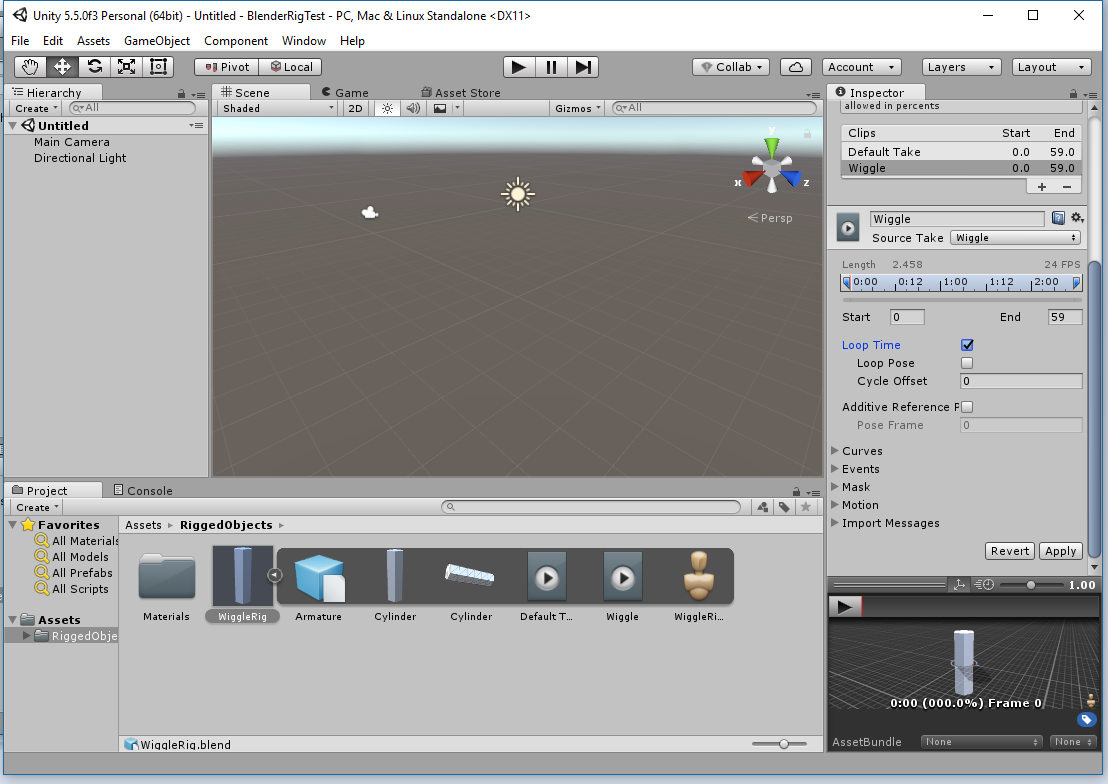 Unity 5.5.0f3 Personal (64bit) - Untitled - BlenderRigTest - PC, Mac & Linux Standalone <DX11>
File Edit Assets GameObject Component Window Help
Pivot Local Collab Account Layers Layout
Hierarchy
Create All
Untitled
Main Camera
Directional Light
Scene Game Asset Store
Shaded 2D Gizmos All
y
x
z
Persp
Inspector
allowed in percents
Clips Start End
Default Take 0.0 59.0
Wiggle 0.0 59.0
+ −
Wiggle
Source Take Wiggle
Length 2.458 24 FPS
0:00 0:12 1:00 1:12 2:00
Start 0 End 59
Loop Time
Loop Pose
Cycle Offset 0
Additive Reference P
Pose Frame 0
Curves
Events
Mask
Motion
Import Messages
Revert Apply
1.00
0:00 (000.0%) Frame 0
AssetBundle None None
Project Console
Create
Favorites
All Materials
All Models
All Prefabs
All Scripts
Assets
RiggedObje
Assets RiggedObjects
Materials WiggleRig Armature Cylinder Cylinder Default T... Wiggle WiggleRi...
WiggleRig.blend